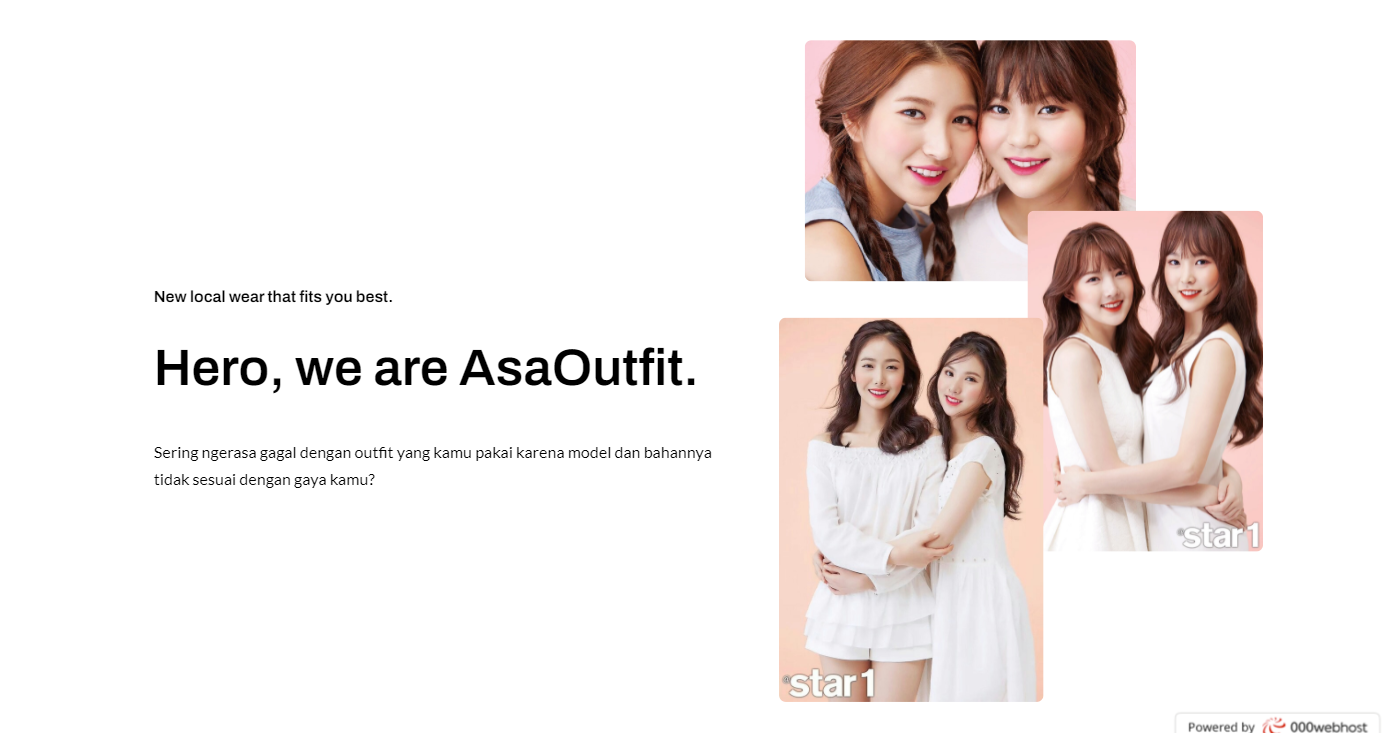 New local wear that fits you best.
Hero, we are AsaOutfit.
Sering ngerasa gagal dengan outfit yang kamu pakai karena model dan bahannya
tidak sesuai dengan gaya kamu?
@star1
@star1
Powered by 000webhost